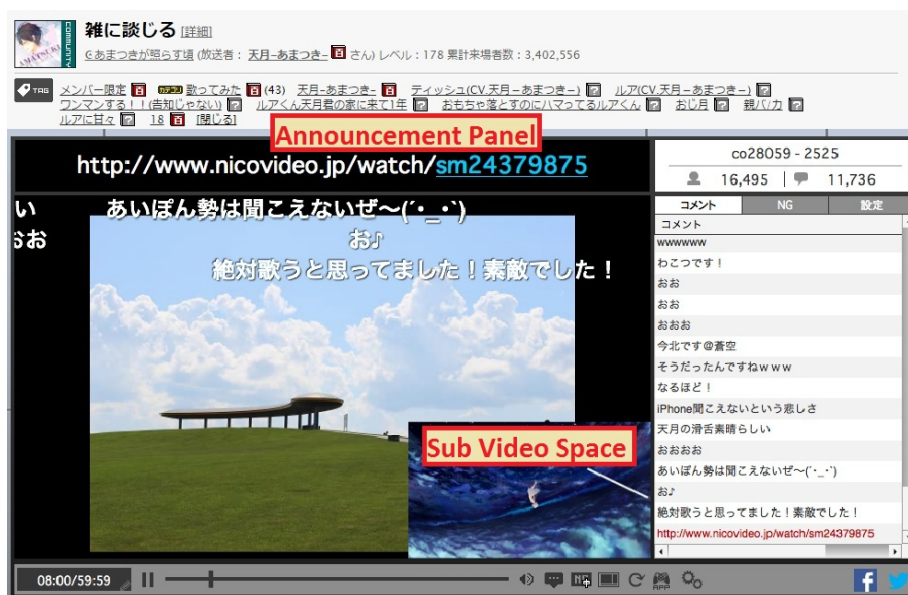 雑に談じる [詳細]
@あまつきが照らす頃 (放送者： 天月-あまつき- 百 さん) レベル：178 累計来場者数：3,402,556
COMMUNITY
AMATSUKI
TAG
メンバー限定 百 カテゴリ 歌ってみた 百 (43) 天月-あまつき- 百 ティッシュ(CV.天月－あまつき－) ? ルア(CV.天月－あまつき－) ?
ワンマンする！！(告知じゃない) ? ルアくん天月君の家に来て1年 ? おもちゃ落とすのにハマってるルアくん ? おじ月 ? 親バカ ?
ルアに甘々 ? 18 百 [閉じる]
Announcement Panel
http://www.nicovideo.jp/watch/sm24379875
co28059 - 2525
16,495 | 11,736
い あいぽん勢は聞こえないぜ～(´･_･`)
おお お♪
絶対歌うと思ってました！素敵でした！
Sub Video Space
コメント NG 設定
コメント
wwwwww
わこつです！
おお
おお
おおお
今北です＠蒼空
そうだったんですねｗｗｗ
なるほど！
iPhone聞こえないという悲しさ
天月の滑舌素晴らしい
おおおお
あいぽん勢は聞こえないぜ～(´･_･`)
お♪
絶対歌うと思ってました！素敵でした！
http://www.nicovideo.jp/watch/sm24379875
08:00/59:59
APP